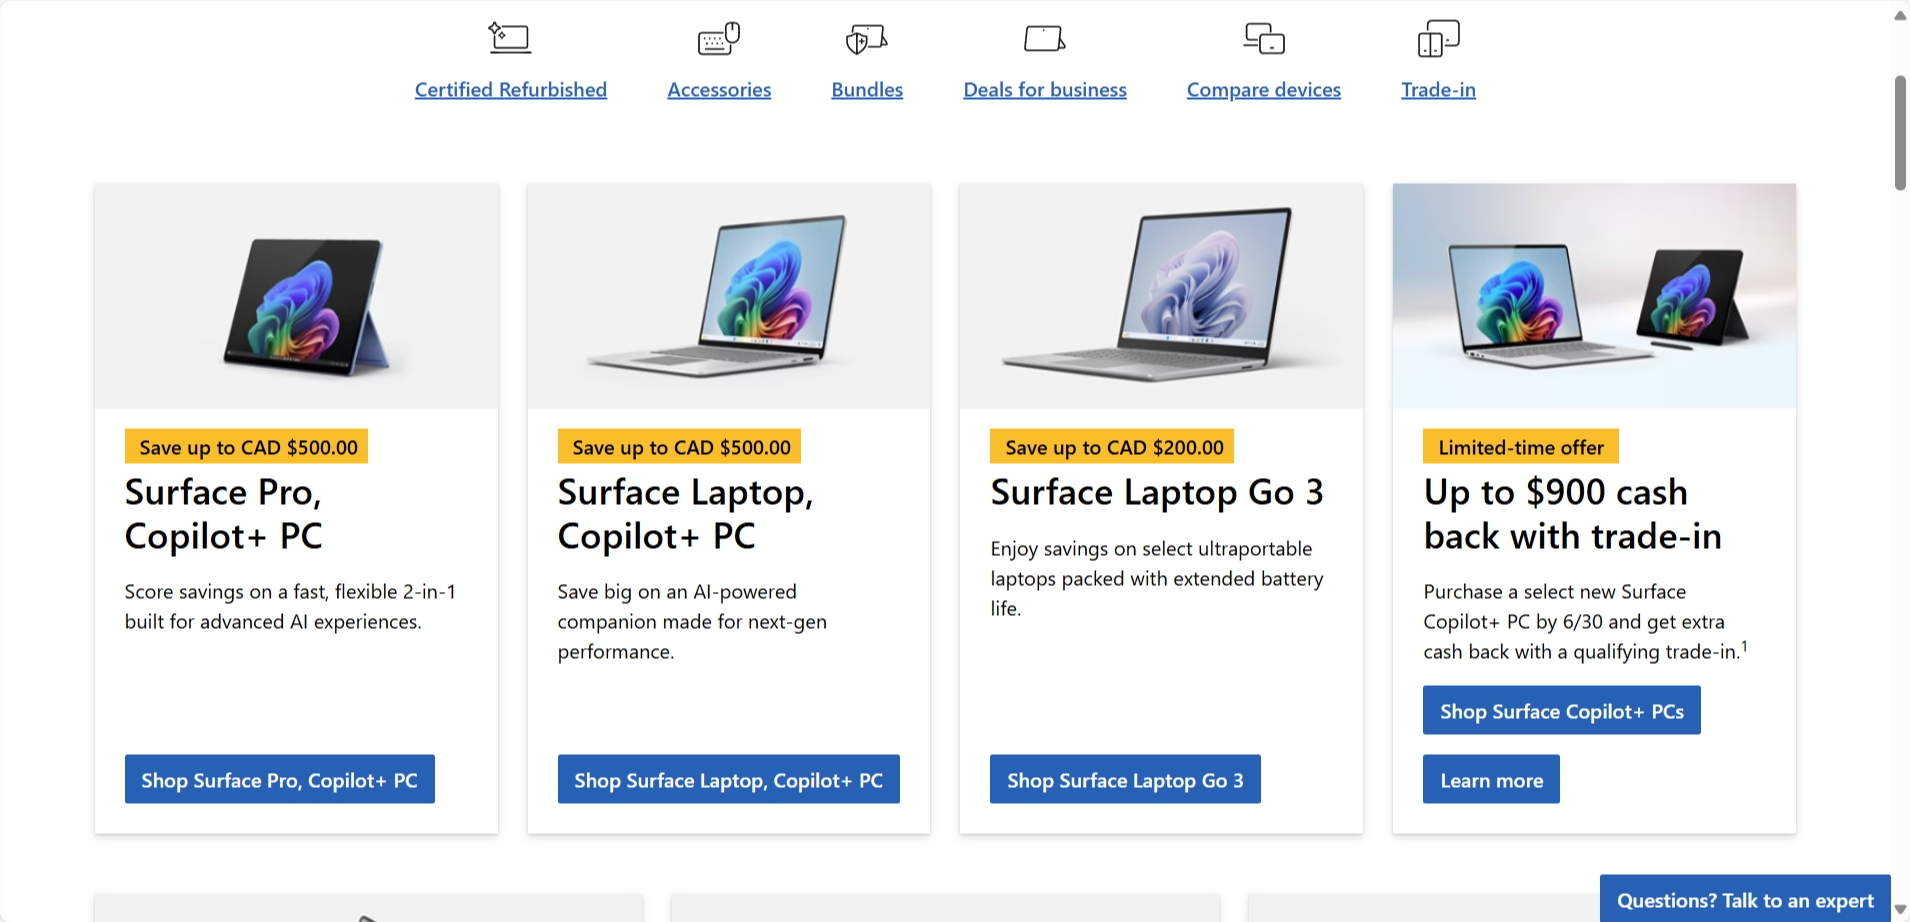 Certified Refurbished
Accessories
Bundles
Deals for business
Compare devices
Trade-in
Save up to CAD $500.00
Surface Pro,
Copilot+ PC
Score savings on a fast, flexible 2-in-1
built for advanced AI experiences.
Shop Surface Pro, Copilot+ PC
Save up to CAD $500.00
Surface Laptop,
Copilot+ PC
Save big on an AI-powered
companion made for next-gen
performance.
Shop Surface Laptop, Copilot+ PC
Save up to CAD $200.00
Surface Laptop Go 3
Enjoy savings on select ultraportable
laptops packed with extended battery
life.
Shop Surface Laptop Go 3
Limited-time offer
Up to $900 cash
back with trade-in
Purchase a select new Surface
Copilot+ PC by 6/30 and get extra
cash back with a qualifying trade-in.¹
Shop Surface Copilot+ PCs
Learn more
Questions? Talk to an expert